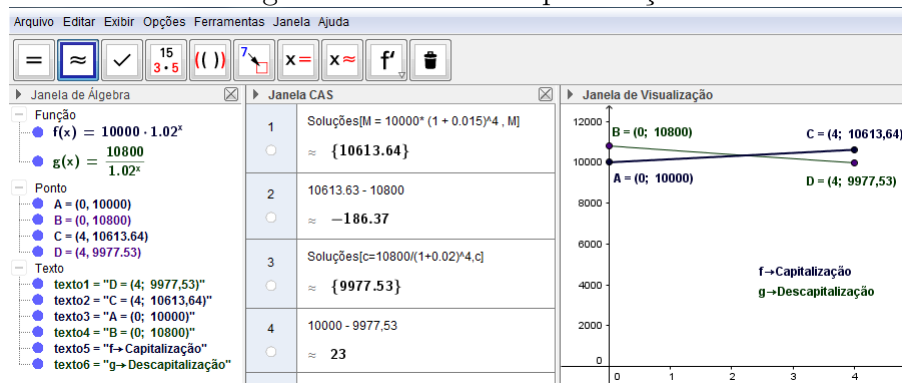 Arquivo Editar Exibir Opções Ferramentas Janela Ajuda
= ≈ ✓ 15 3·5 (( )) 7 x= x≈ f'
Janela de Álgebra
Função
f(x) = 10000 · 1.02ˣ
g(x) = 10800 / 1.02ˣ
Ponto
A = (0, 10000)
B = (0, 10800)
C = (4, 10613.64)
D = (4, 9977.53)
Texto
texto1 = "D = (4; 9977,53)"
texto2 = "C = (4; 10613,64)"
texto3 = "A = (0; 10000)"
texto4 = "B = (0; 10800)"
texto5 = "f→Capitalização"
texto6 = "g→Descapitalização"
Janela CAS
1 Soluções[M = 10000* (1 + 0.015)^4 , M]
≈ {10613.64}
2 10613.63 - 10800
≈ −186.37
3 Soluções[c=10800/(1+0.02)^4,c]
≈ {9977.53}
4 10000 - 9977,53
≈ 23
Janela de Visualização
12000
B = (0; 10800)
C = (4; 10613,64)
10000
A = (0; 10000)
D = (4; 9977,53)
8000
6000
f→Capitalização
4000
g→Descapitalização
2000
0
0 1 2 3 4